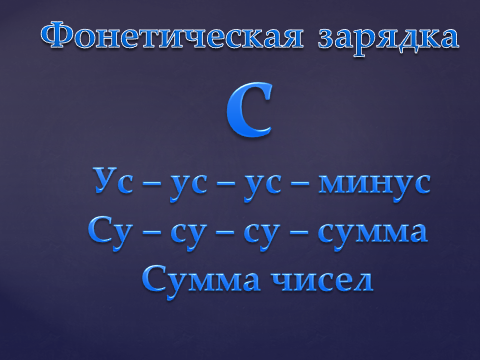 Фонетическая зарядка
С
Ус – ус – ус – минус
Су – су – су – сумма
Сумма чисел